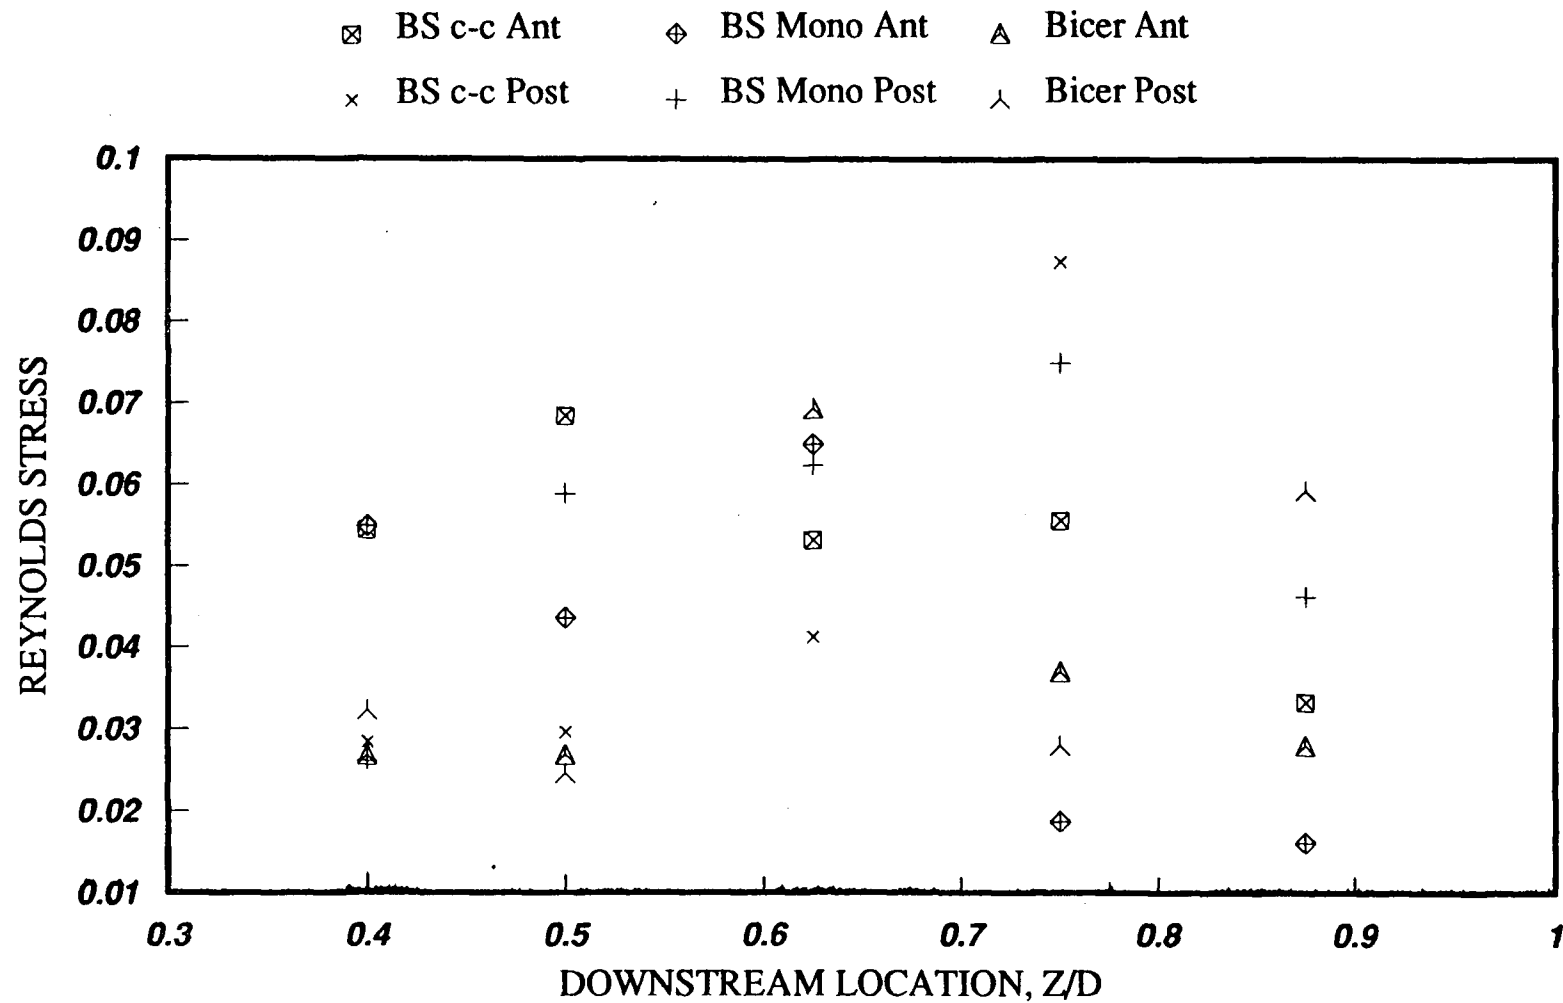 BS c-c Ant BS Mono Ant Bicer Ant
BS c-c Post BS Mono Post Bicer Post
0.1
0.09
0.08
0.07
0.06
0.05
0.04
0.03
0.02
0.01
REYNOLDS STRESS
0.3 0.4 0.5 0.6 0.7 0.8 0.9 1
DOWNSTREAM LOCATION, Z/D